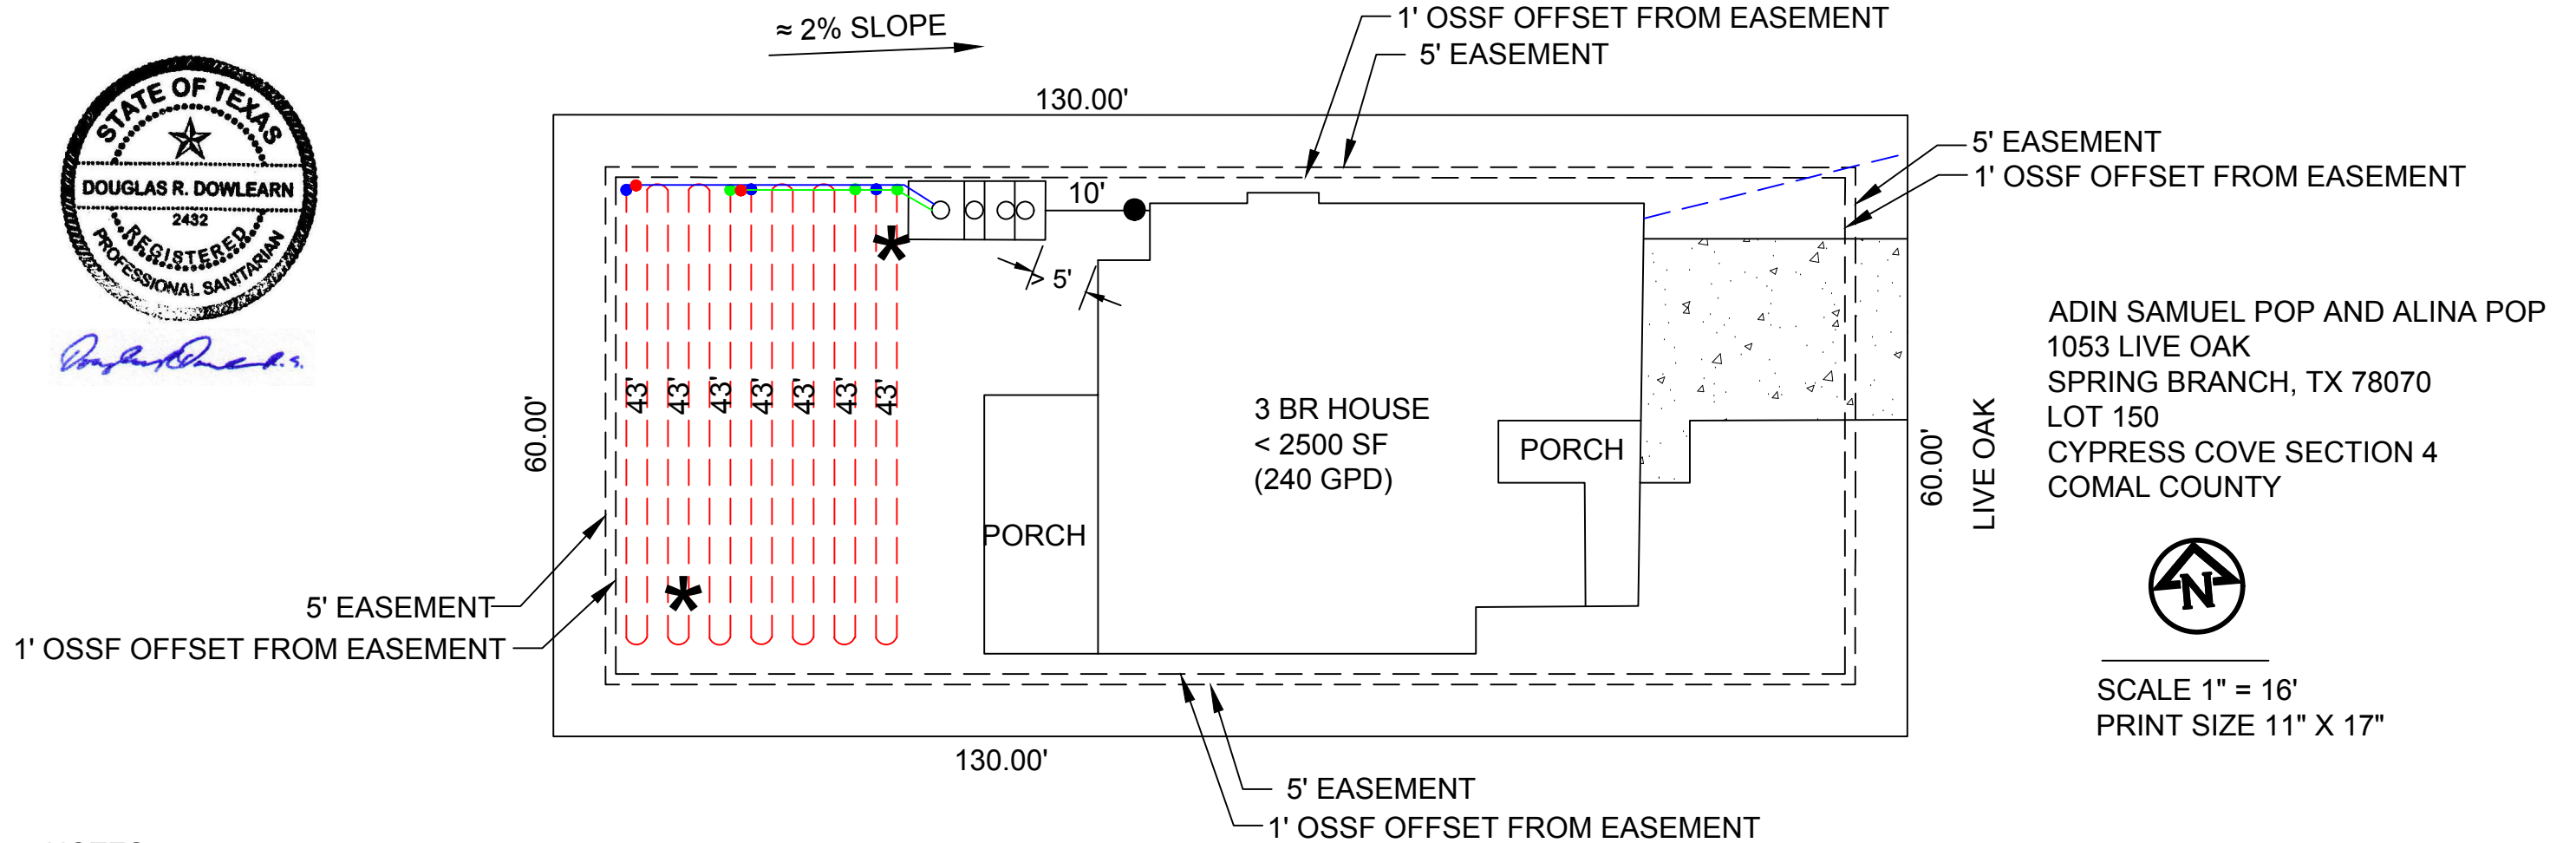 ≈ 2% SLOPE
1' OSSF OFFSET FROM EASEMENT
5' EASEMENT
130.00'
STATE OF TEXAS
DOUGLAS R. DOWLEARN
2432
REGISTERED
PROFESSIONAL SANITARIAN
5' EASEMENT
1' OSSF OFFSET FROM EASEMENT
10'
> 5'
43' 43' 43' 43' 43' 43' 43'
60.00'
3 BR HOUSE
< 2500 SF
(240 GPD)
PORCH
PORCH
60.00'
LIVE OAK
ADIN SAMUEL POP AND ALINA POP
1053 LIVE OAK
SPRING BRANCH, TX 78070
LOT 150
CYPRESS COVE SECTION 4
COMAL COUNTY
N
5' EASEMENT
1' OSSF OFFSET FROM EASEMENT
SCALE 1" = 16'
PRINT SIZE 11" X 17"
130.00'
5' EASEMENT
1' OSSF OFFSET FROM EASEMENT